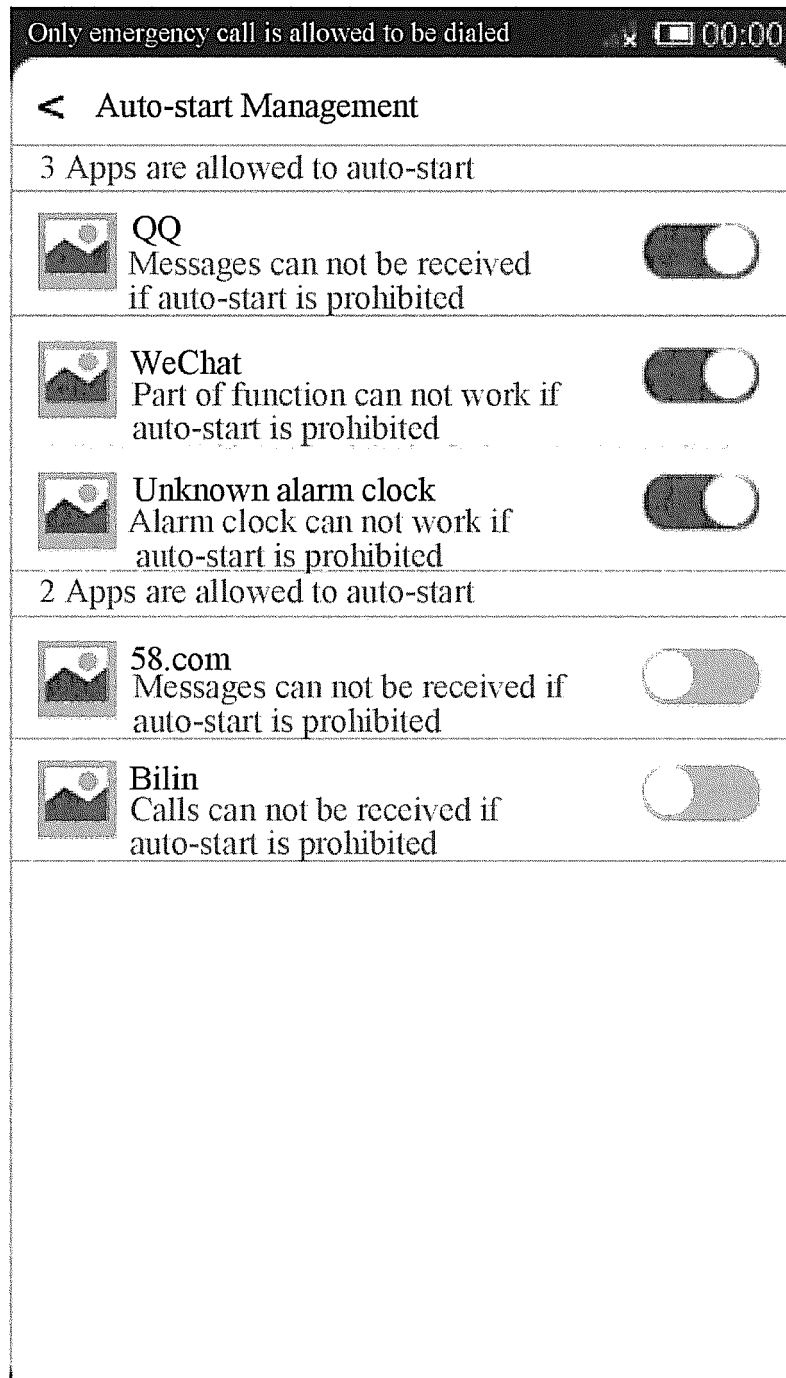 Only emergency call is allowed to be dialed 00:00
< Auto-start Management
3 Apps are allowed to auto-start
QQ
Messages can not be received
if auto-start is prohibited
WeChat
Part of function can not work if
auto-start is prohibited
Unknown alarm clock
Alarm clock can not work if
auto-start is prohibited
2 Apps are allowed to auto-start
58.com
Messages can not be received if
auto-start is prohibited
Bilin
Calls can not be received if
auto-start is prohibited